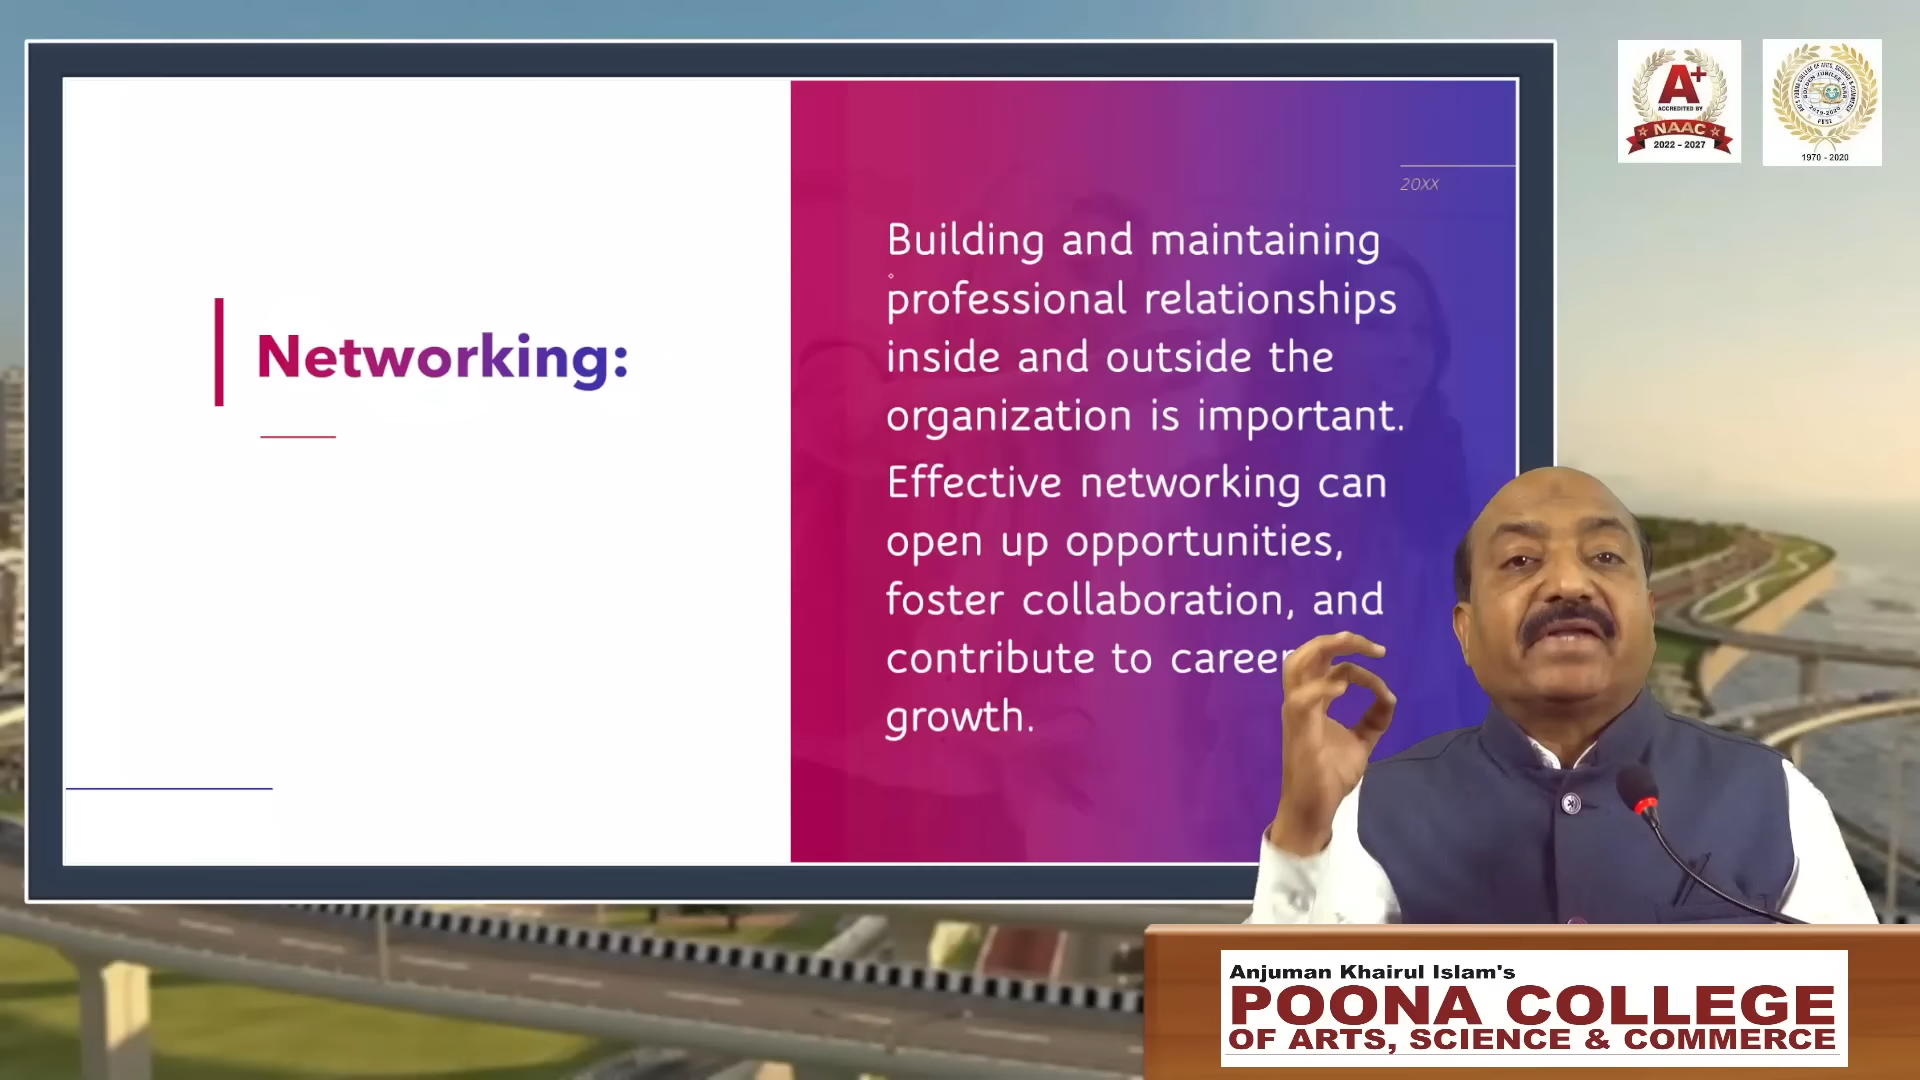 Networking:
20XX
Building and maintaining
professional relationships
inside and outside the
organization is important.
Effective networking can
open up opportunities,
foster collaboration, and
contribute to career
growth.
A+
ACCREDITED BY
NAAC
2022 - 2027
1970 - 2020
Anjuman Khairul Islam's
POONA COLLEGE
OF ARTS, SCIENCE & COMMERCE